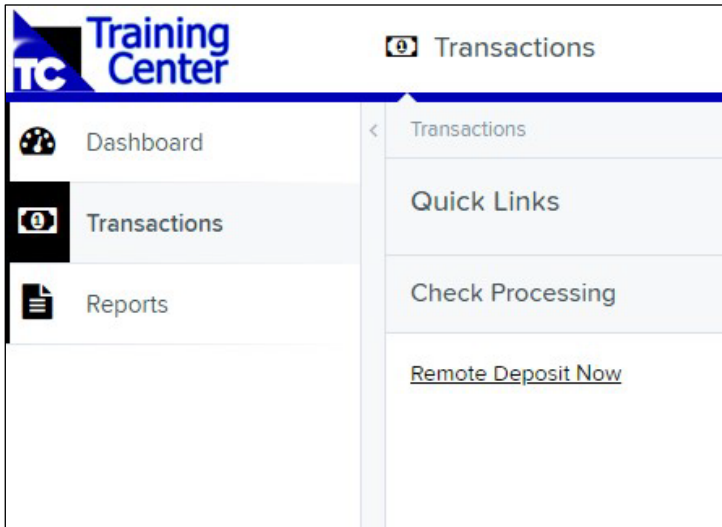 Training
Center
TC
Transactions
Dashboard
Transactions
Reports
Transactions
Quick Links
Check Processing
Remote Deposit Now